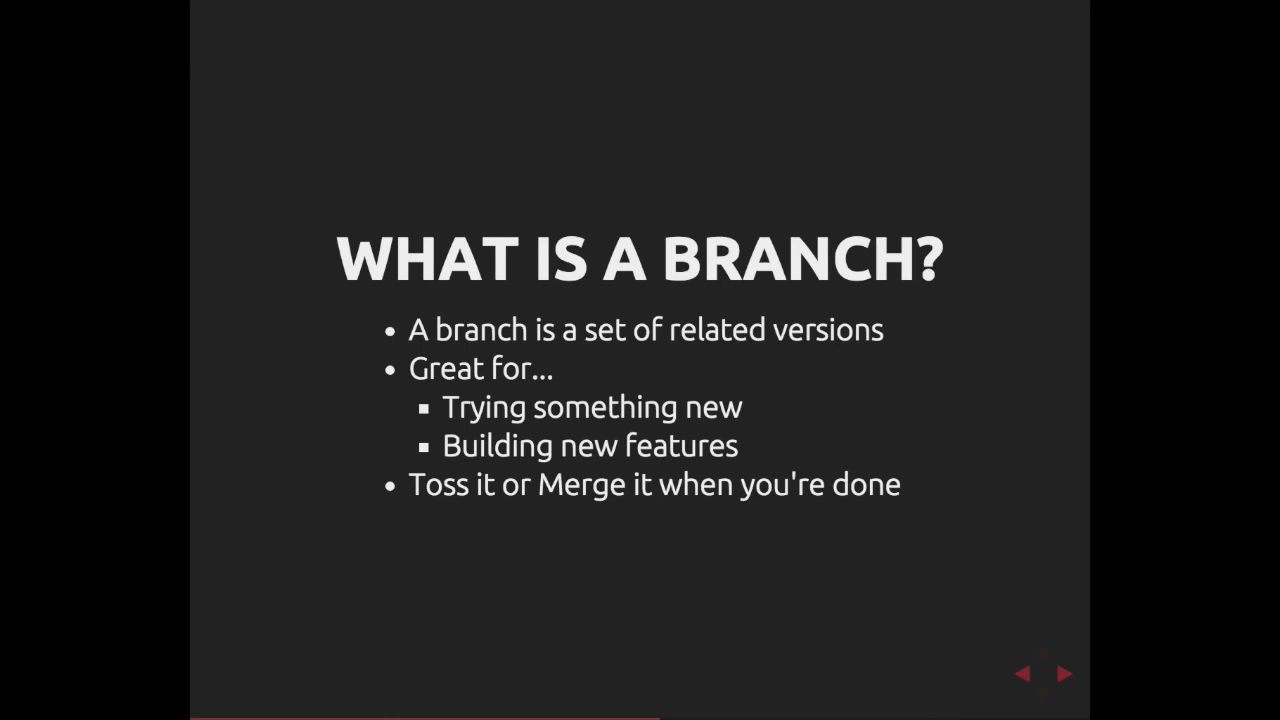 WHAT IS A BRANCH?
• A branch is a set of related versions
• Great for...
▪ Trying something new
▪ Building new features
• Toss it or Merge it when you're done